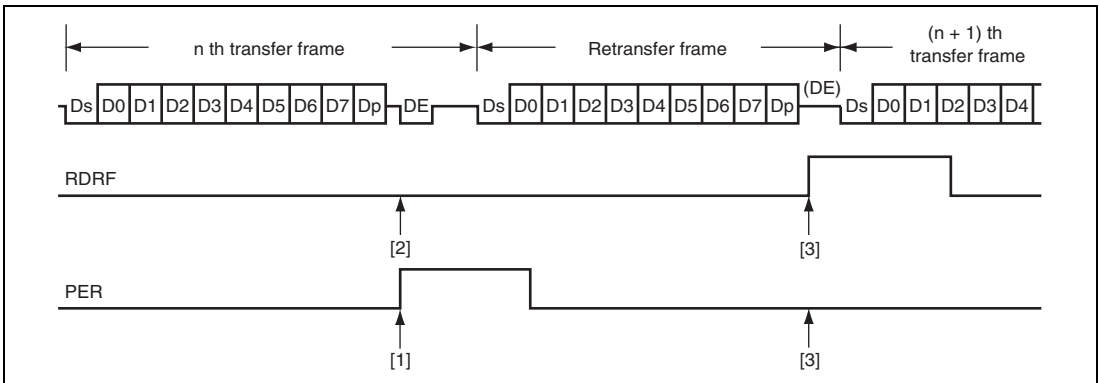 n th transfer frame
Retransfer frame
(n + 1) th
transfer frame
Ds D0 D1 D2 D3 D4 D5 D6 D7 Dp DE Ds D0 D1 D2 D3 D4 D5 D6 D7 Dp (DE) Ds D0 D1 D2 D3 D4
RDRF
[2] [3]
PER
[1] [3]